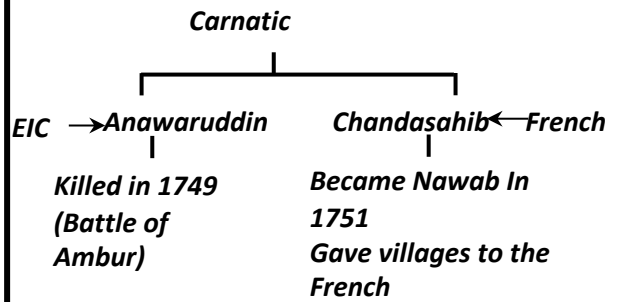 Carnatic
EIC Anawaruddin Chandasahib French
Killed in 1749
(Battle of
Ambur)
Became Nawab In
1751
Gave villages to the
French